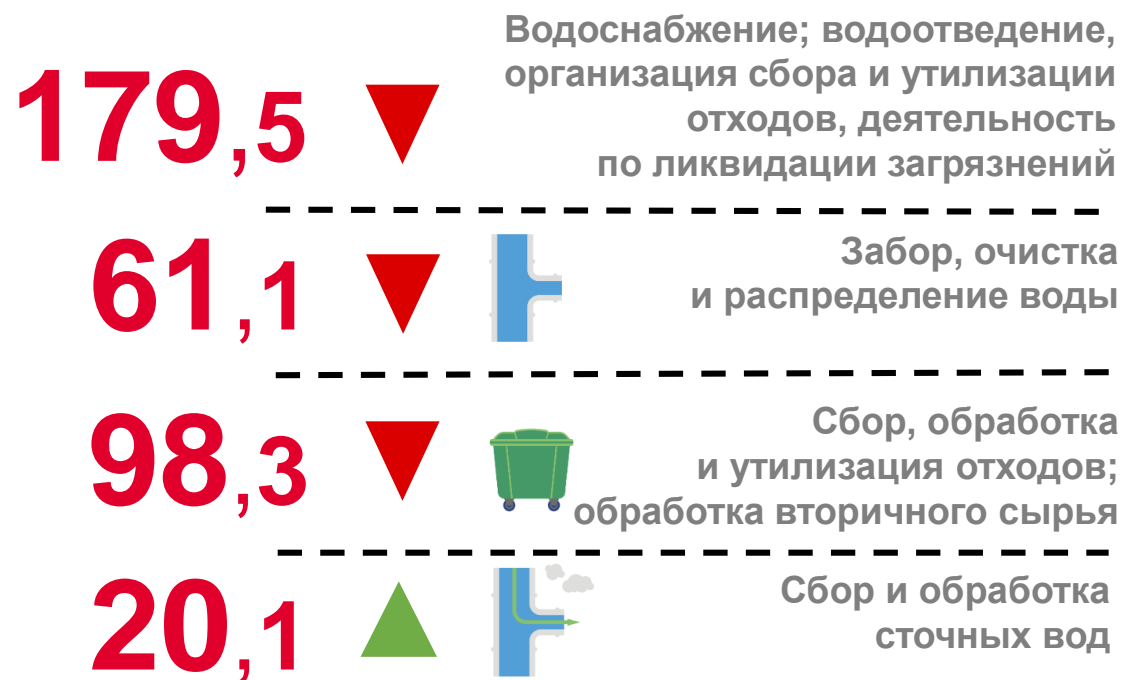 179,5
Водоснабжение; водоотведение,
организация сбора и утилизации
отходов, деятельность
по ликвидации загрязнений
61,1
Забор, очистка
и распределение воды
98,3
Сбор, обработка
и утилизация отходов;
обработка вторичного сырья
20,1
Сбор и обработка
сточных вод